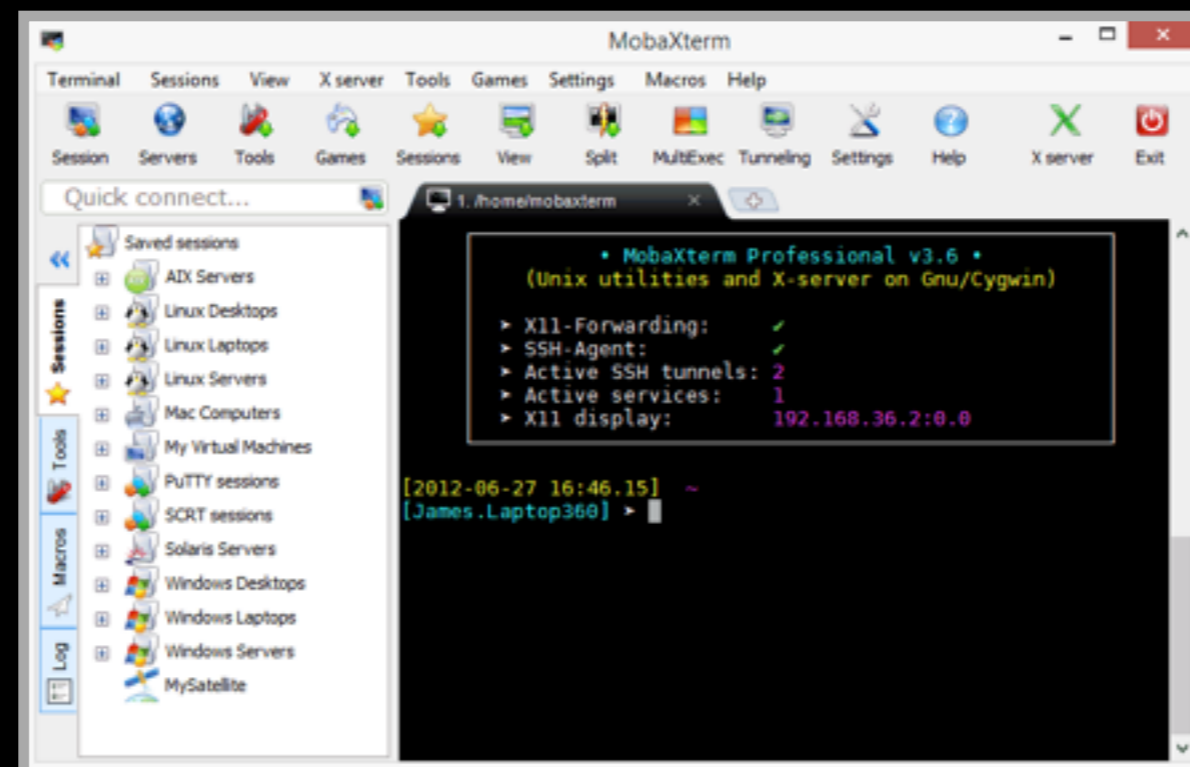 MobaXterm
Terminal Sessions View X server Tools Games Settings Macros Help
Session Servers Tools Games Sessions View Split MultiExec Tunneling Settings Help X server Exit
Quick connect...
1. /home/mobaxterm
Saved sessions
AIX Servers
Linux Desktops
Linux Laptops
Linux Servers
Mac Computers
My Virtual Machines
PuTTY sessions
SCRT sessions
Solaris Servers
Windows Desktops
Windows Laptops
Windows Servers
MySatellite
Sessions
Tools
Macros
Log
• MobaXterm Professional v3.6 •
(Unix utilities and X-server on Gnu/Cygwin)
➤ X11-Forwarding: ✔
➤ SSH-Agent: ✔
➤ Active SSH tunnels: 2
➤ Active services: 1
➤ X11 display: 192.168.36.2:0.0
[2012-06-27 16:46.15] ~
[James.Laptop360] ➤